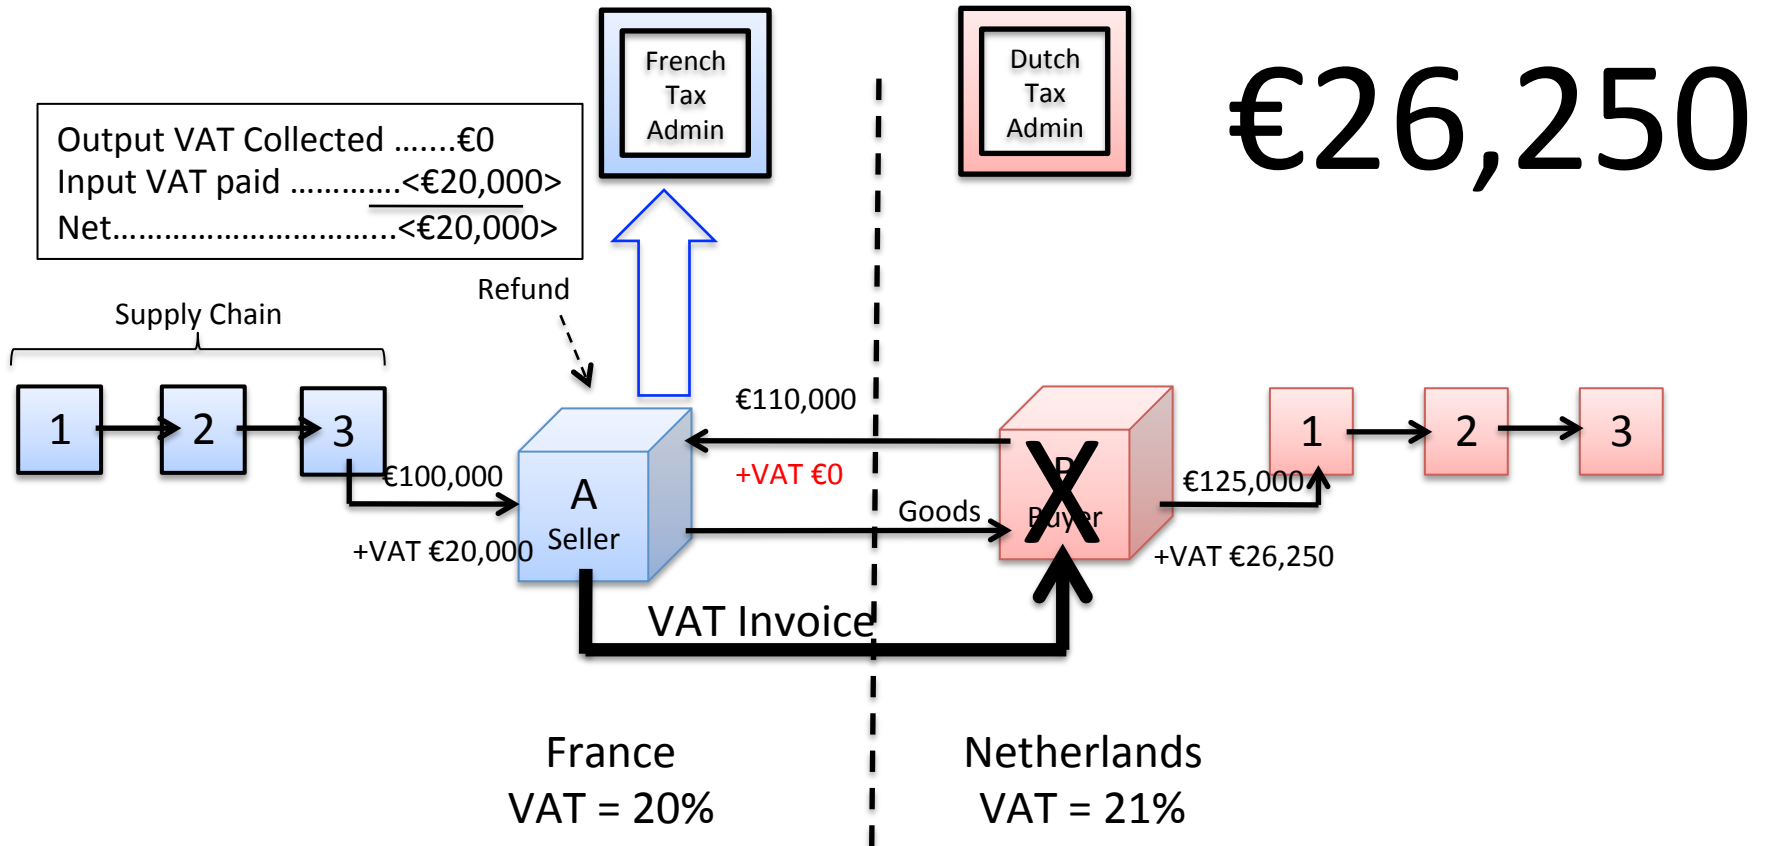 French
Tax
Admin
Dutch
Tax
Admin
€26,250
Output VAT Collected .......€0
Input VAT paid .............<€20,000>
Net..............................<€20,000>
Refund
Supply Chain
1
2
3
€100,000
+VAT €20,000
A
Seller
€110,000
+VAT €0
Goods
X
Buyer
€125,000
+VAT €26,250
1
2
3
VAT Invoice
France
VAT = 20%
Netherlands
VAT = 21%